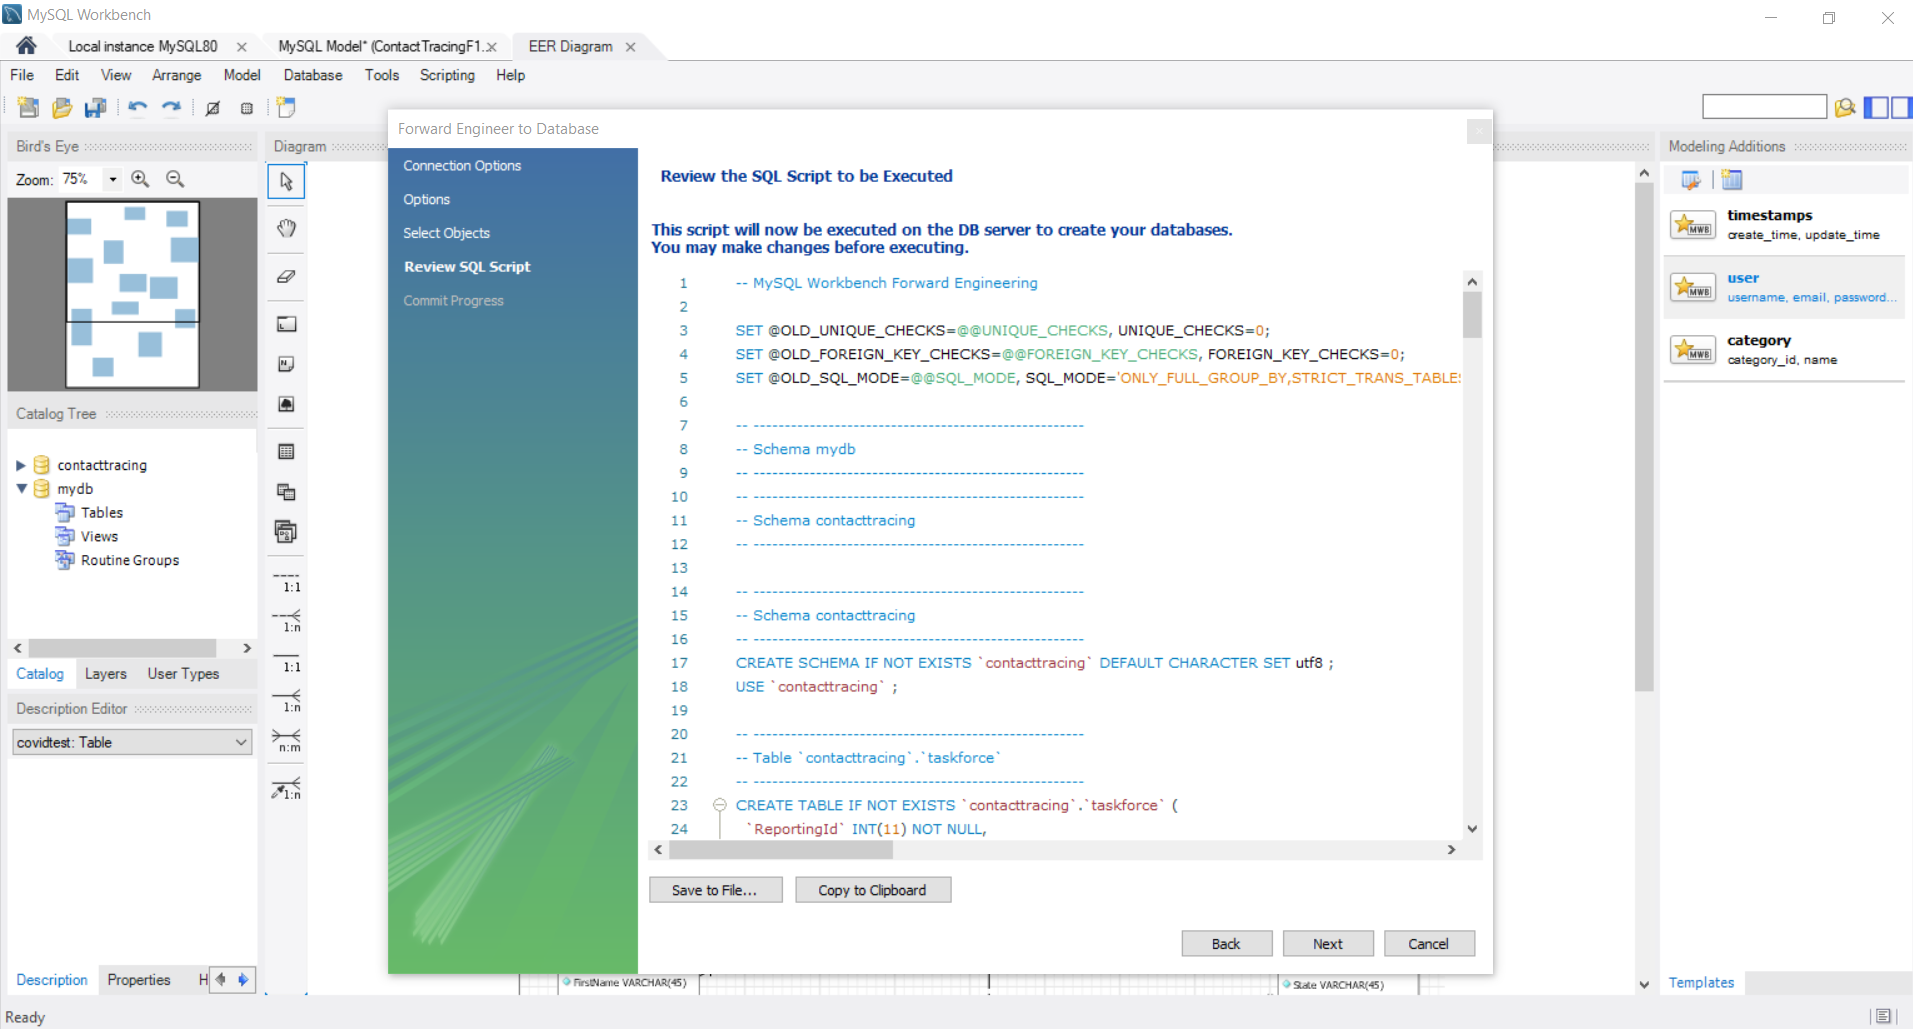 MySQL Workbench
Local instance MySQL80
MySQL Model* (ContactTracingF1.
EER Diagram
File Edit View Arrange Model Database Tools Scripting Help
Bird's Eye
Zoom: 75%
Catalog Tree
contacttracing
mydb
Tables
Views
Routine Groups
Catalog Layers User Types
Description Editor
covidtest: Table
Description Properties H
Ready
Diagram
1:1
1:n
1:1
1:n
n:m
1:n
Forward Engineer to Database
Connection Options
Options
Select Objects
Review SQL Script
Commit Progress
Review the SQL Script to be Executed
This script will now be executed on the DB server to create your databases.
You may make changes before executing.
1 -- MySQL Workbench Forward Engineering
2
3 SET @OLD_UNIQUE_CHECKS=@@UNIQUE_CHECKS, UNIQUE_CHECKS=0;
4 SET @OLD_FOREIGN_KEY_CHECKS=@@FOREIGN_KEY_CHECKS, FOREIGN_KEY_CHECKS=0;
5 SET @OLD_SQL_MODE=@@SQL_MODE, SQL_MODE='ONLY_FULL_GROUP_BY,STRICT_TRANS_TABLES
6
7 -- -----------------------------------------------------
8 -- Schema mydb
9 -- -----------------------------------------------------
10 -- -----------------------------------------------------
11 -- Schema contacttracing
12 -- -----------------------------------------------------
13
14 -- -----------------------------------------------------
15 -- Schema contacttracing
16 -- -----------------------------------------------------
17 CREATE SCHEMA IF NOT EXISTS `contacttracing` DEFAULT CHARACTER SET utf8 ;
18 USE `contacttracing` ;
19
20 -- -----------------------------------------------------
21 -- Table `contacttracing`.`taskforce`
22 -- -----------------------------------------------------
23 CREATE TABLE IF NOT EXISTS `contacttracing`.`taskforce` (
24 `ReportingId` INT(11) NOT NULL,
Save to File...
Copy to Clipboard
Back
Next
Cancel
FirstName VARCHAR(45)
State VARCHAR(45)
Modeling Additions
MWB
timestamps
create_time, update_time
MWB
user
username, email, password...
MWB
category
category_id, name
Templates